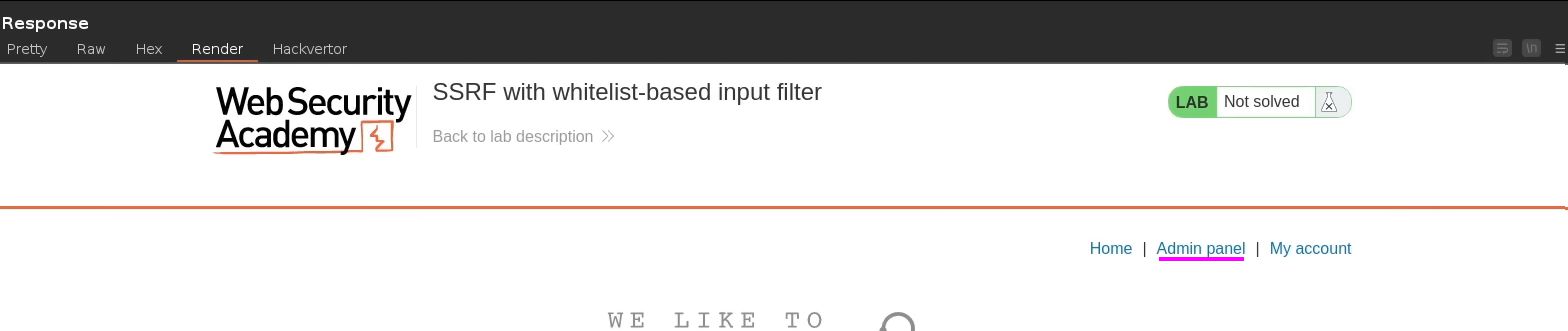 Response
Pretty Raw Hex Render Hackvertor \n
Web Security
Academy
SSRF with whitelist-based input filter
Back to lab description
LAB Not solved
Home | Admin panel | My account
WE LIKE TO